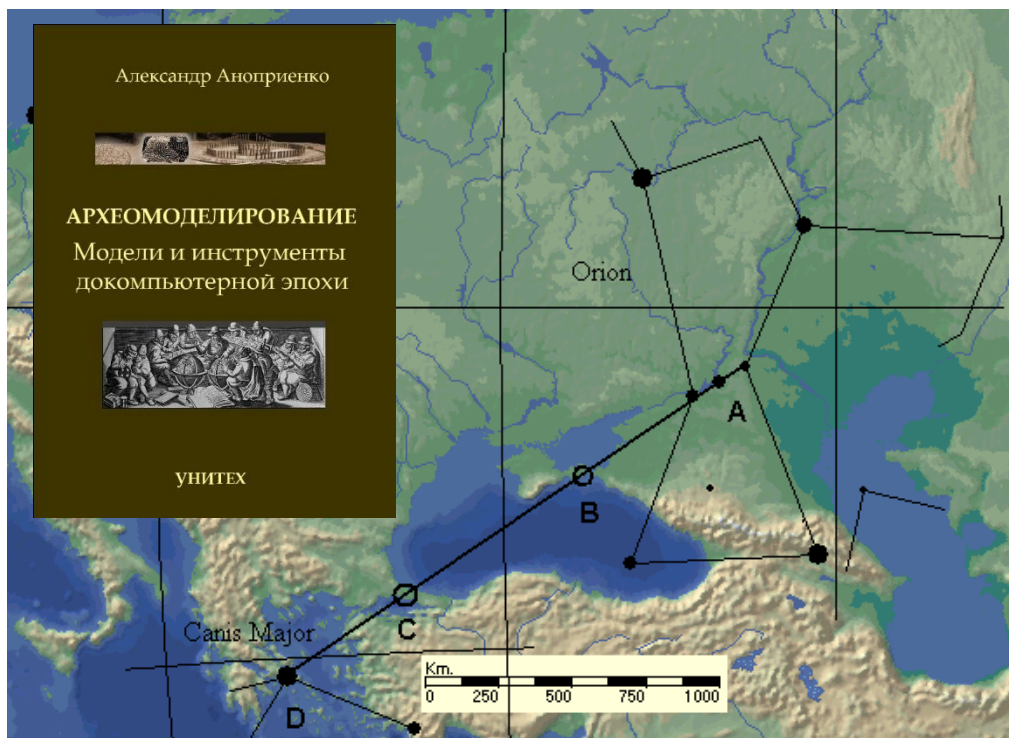 Александр Аноприенко
АРХЕОМОДЕЛИРОВАНИЕ
Модели и инструменты
докомпьютерной эпохи
УНИТЕХ
Orion
A
B
C
Canis Major
D
Km.
0 250 500 750 1000